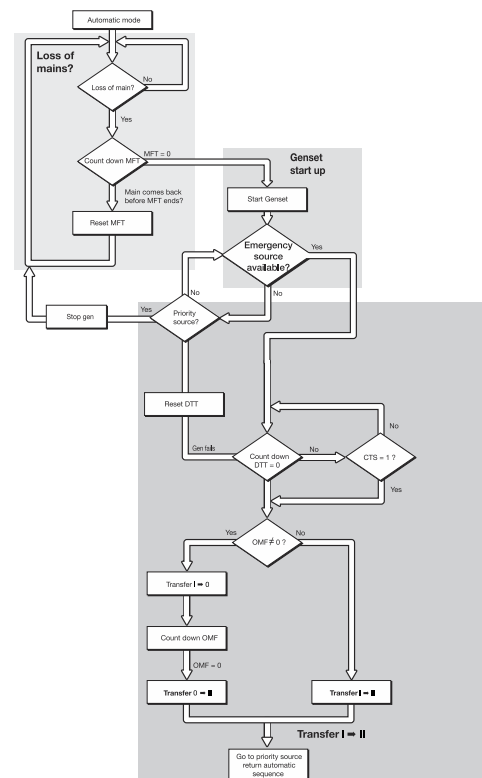 Automatic mode
Loss of
mains?
Loss of main?
No
Yes
Count down MFT
MFT = 0
Genset
start up
Main comes back
before MFT ends?
Start Genset
Reset MFT
Emergency
source
available?
Yes
No
No
Stop gen
Yes
Priority
source?
Reset DTT
No
Gen fails
Count down
DTT = 0
No
CTS = 1 ?
Yes
Yes
OMF ≠ 0 ?
No
Transfer I ➡ 0
Count down OMF
OMF = 0
Transfer 0 ➡ II
Transfer I ➡ II
Transfer I ➡ II
Go to priority source
return automatic
sequence